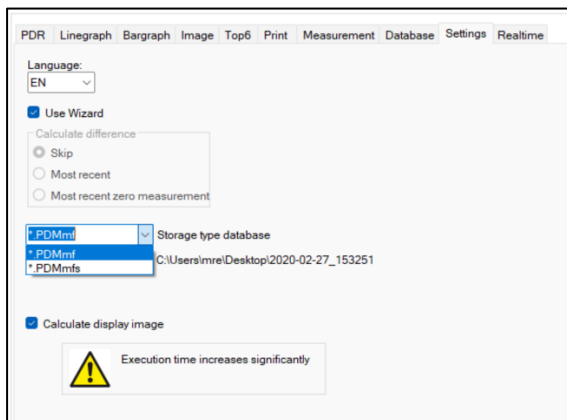 PDR Linegraph Bargraph Image Top6 Print Measurement Database Settings Realtime
Language:
EN
Use Wizard
Calculate difference
Skip
Most recent
Most recent zero measurement
*.PDMmf Storage type database
*.PDMmf
*.PDMmfs
C:\Users\mre\Desktop\2020-02-27_153251
Calculate display image
Execution time increases significantly